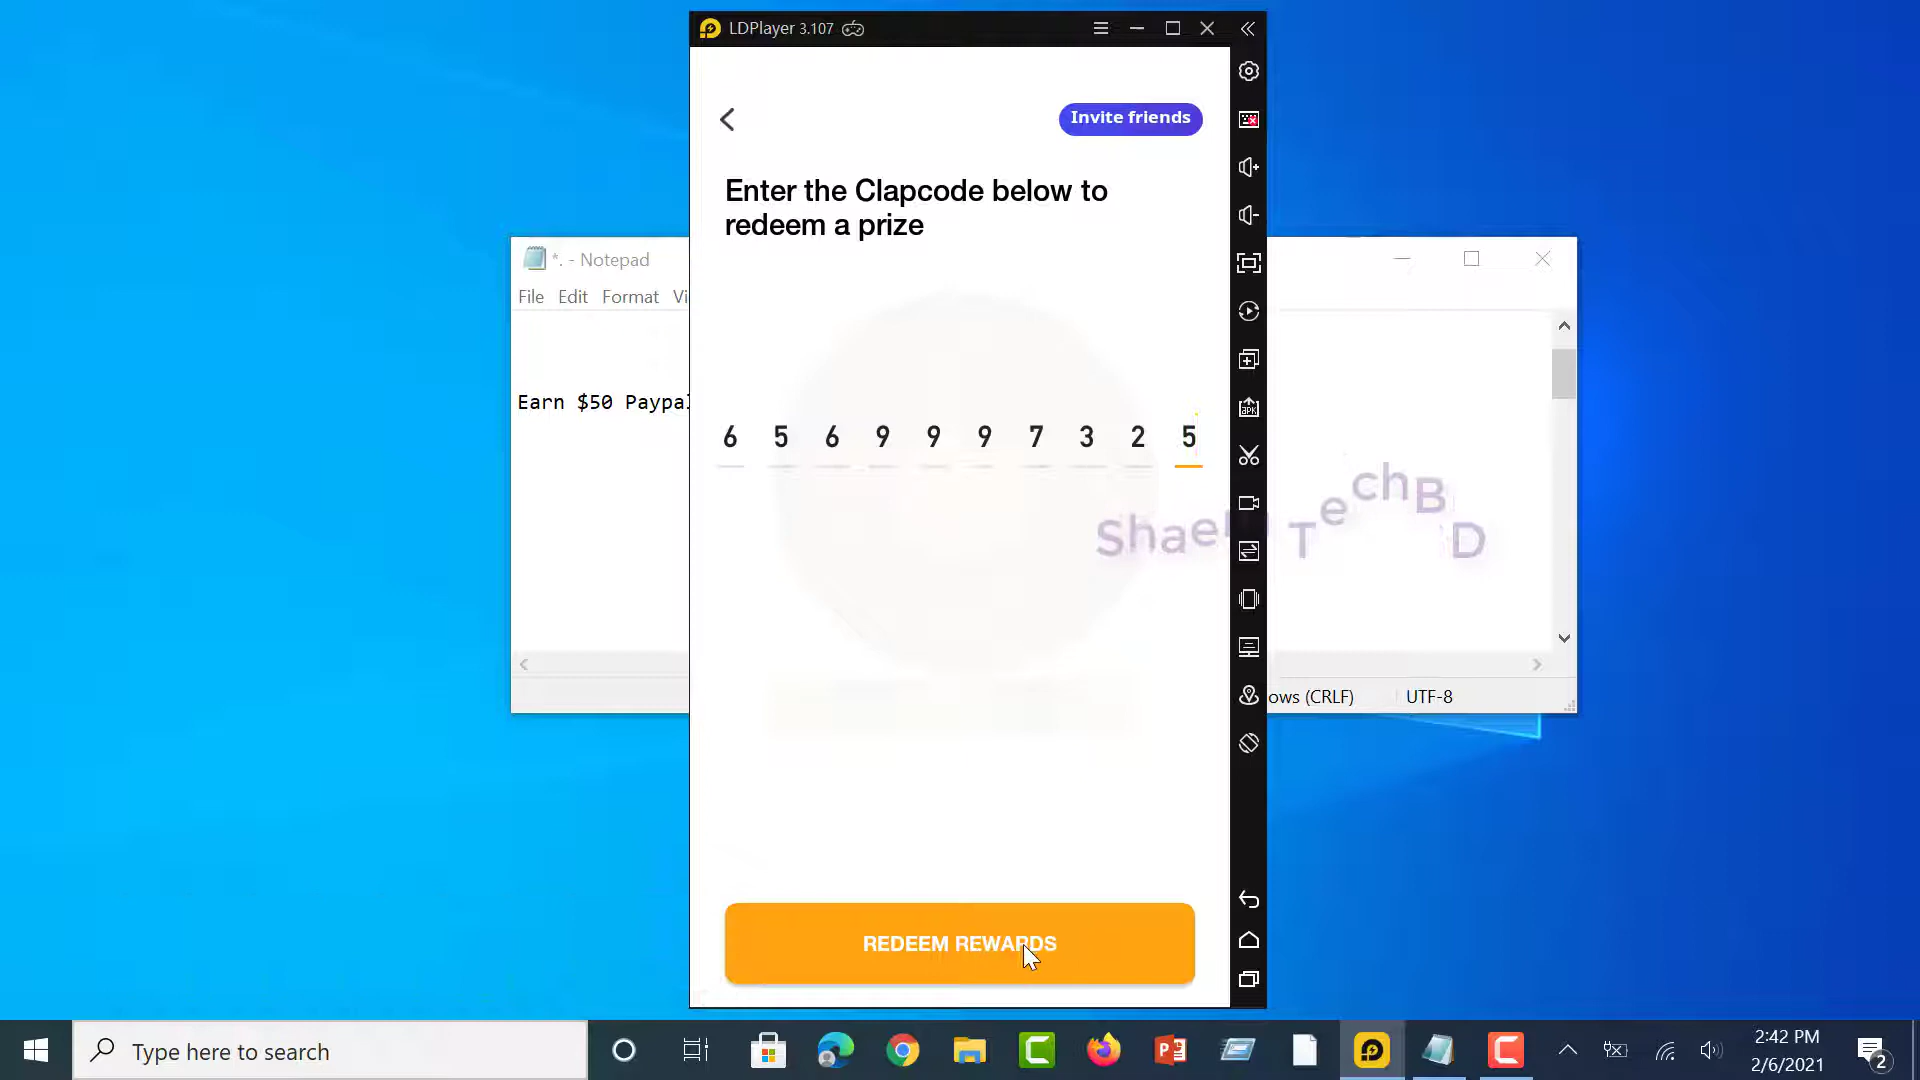 LDPlayer 3.107
Invite friends
Enter the Clapcode below to
redeem a prize
*. - Notepad
File Edit Format Vi
Earn $50 Paypal
6 5 6 9 9 9 7 3 2 5
TechBD
ows (CRLF) UTF-8
REDEEM REWARDS
Type here to search
2:42 PM
2/6/2021
2